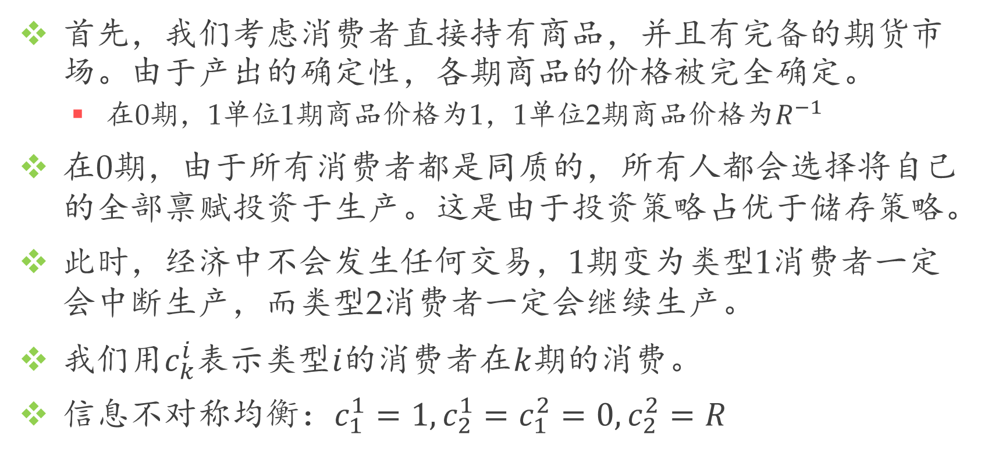 首先，我们考虑消费者直接持有商品，并且有完备的期货市
场。由于产出的确定性，各期商品的价格被完全确定。
在0期，1单位1期商品价格为1，1单位2期商品价格为$R^{-1}$
在0期，由于所有消费者都是同质的，所有人都会选择将自己
的全部禀赋投资于生产。这是由于投资策略占优于储存策略。
此时，经济中不会发生任何交易，1期变为类型1消费者一定
会中断生产，而类型2消费者一定会继续生产。
我们用$c_k^i$表示类型$i$的消费者在$k$期的消费。
信息不对称均衡：$c_1^1 = 1, c_2^1 = c_1^2 = 0, c_2^2 = R$